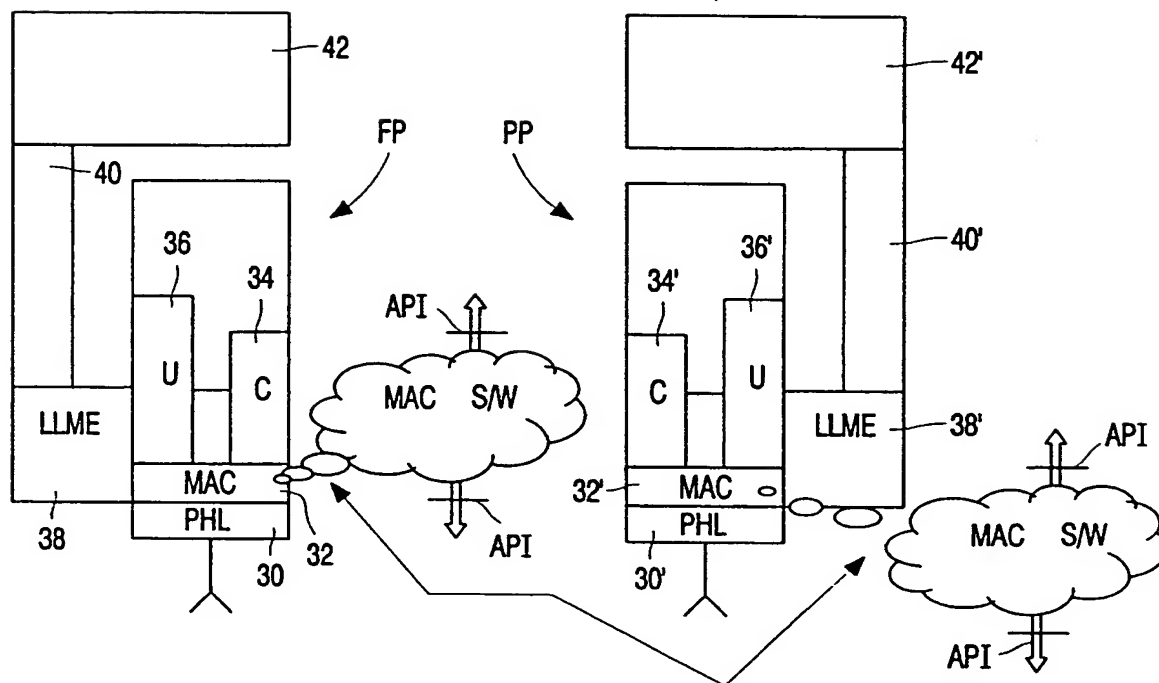 42
42'
FP
PP
40
40'
36
34
36'
34'
API
API
U
C
MAC S/W
C
U
LLME
LLME
38'
API
MAC
32'
MAC
PHL
PHL
MAC S/W
38
30
32
API
30'
API